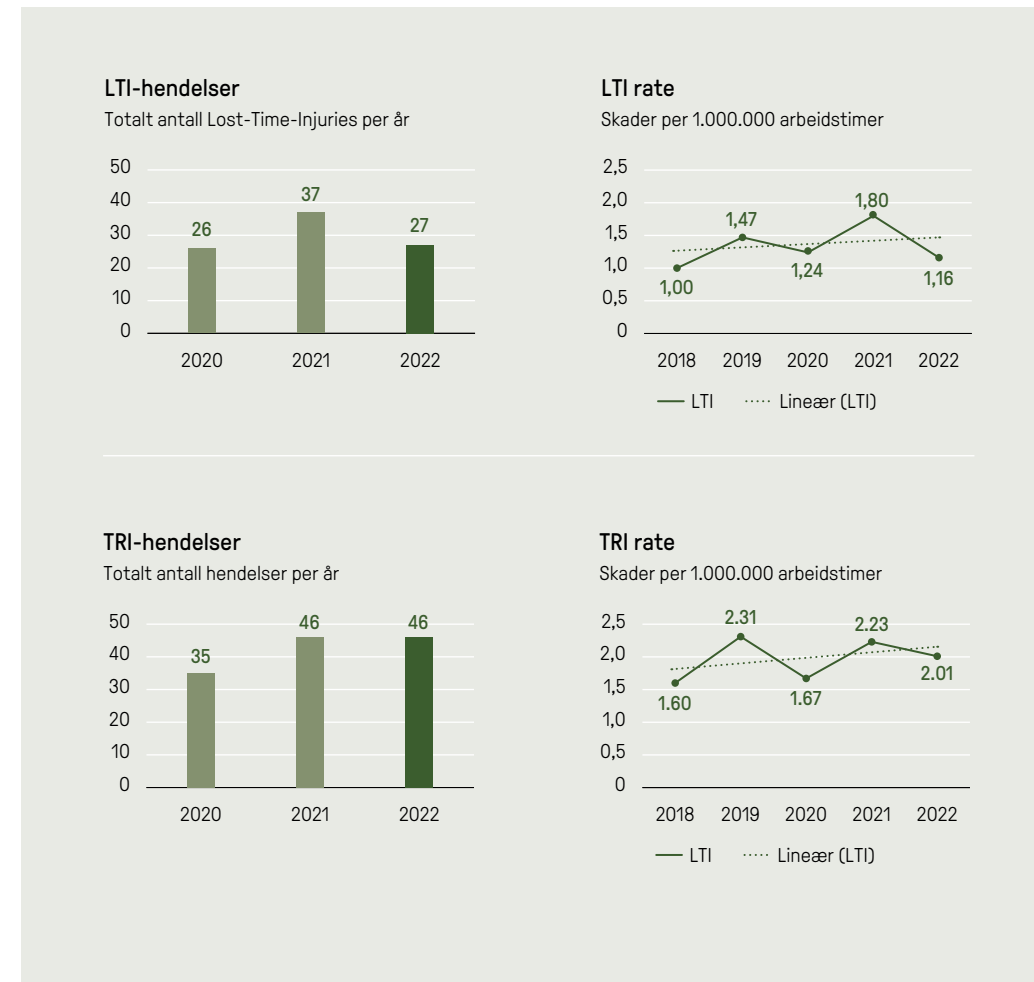 LTI-hendelser
Totalt antall Lost-Time-Injuries per år
50
40
30
20
10
0
26
37
27
2020 2021 2022
LTI rate
Skader per 1.000.000 arbeidstimer
2,5
2,0
1,5
1,0
0,5
0
1,00
1,47
1,24
1,80
1,16
2018 2019 2020 2021 2022
LTI Lineær (LTI)
TRI-hendelser
Totalt antall hendelser per år
50
40
30
20
10
0
35
46
46
2020 2021 2022
TRI rate
Skader per 1.000.000 arbeidstimer
2,5
2,0
1,5
1,0
0,5
0
1.60
2.31
1.67
2.23
2.01
2018 2019 2020 2021 2022
LTI Lineær (LTI)